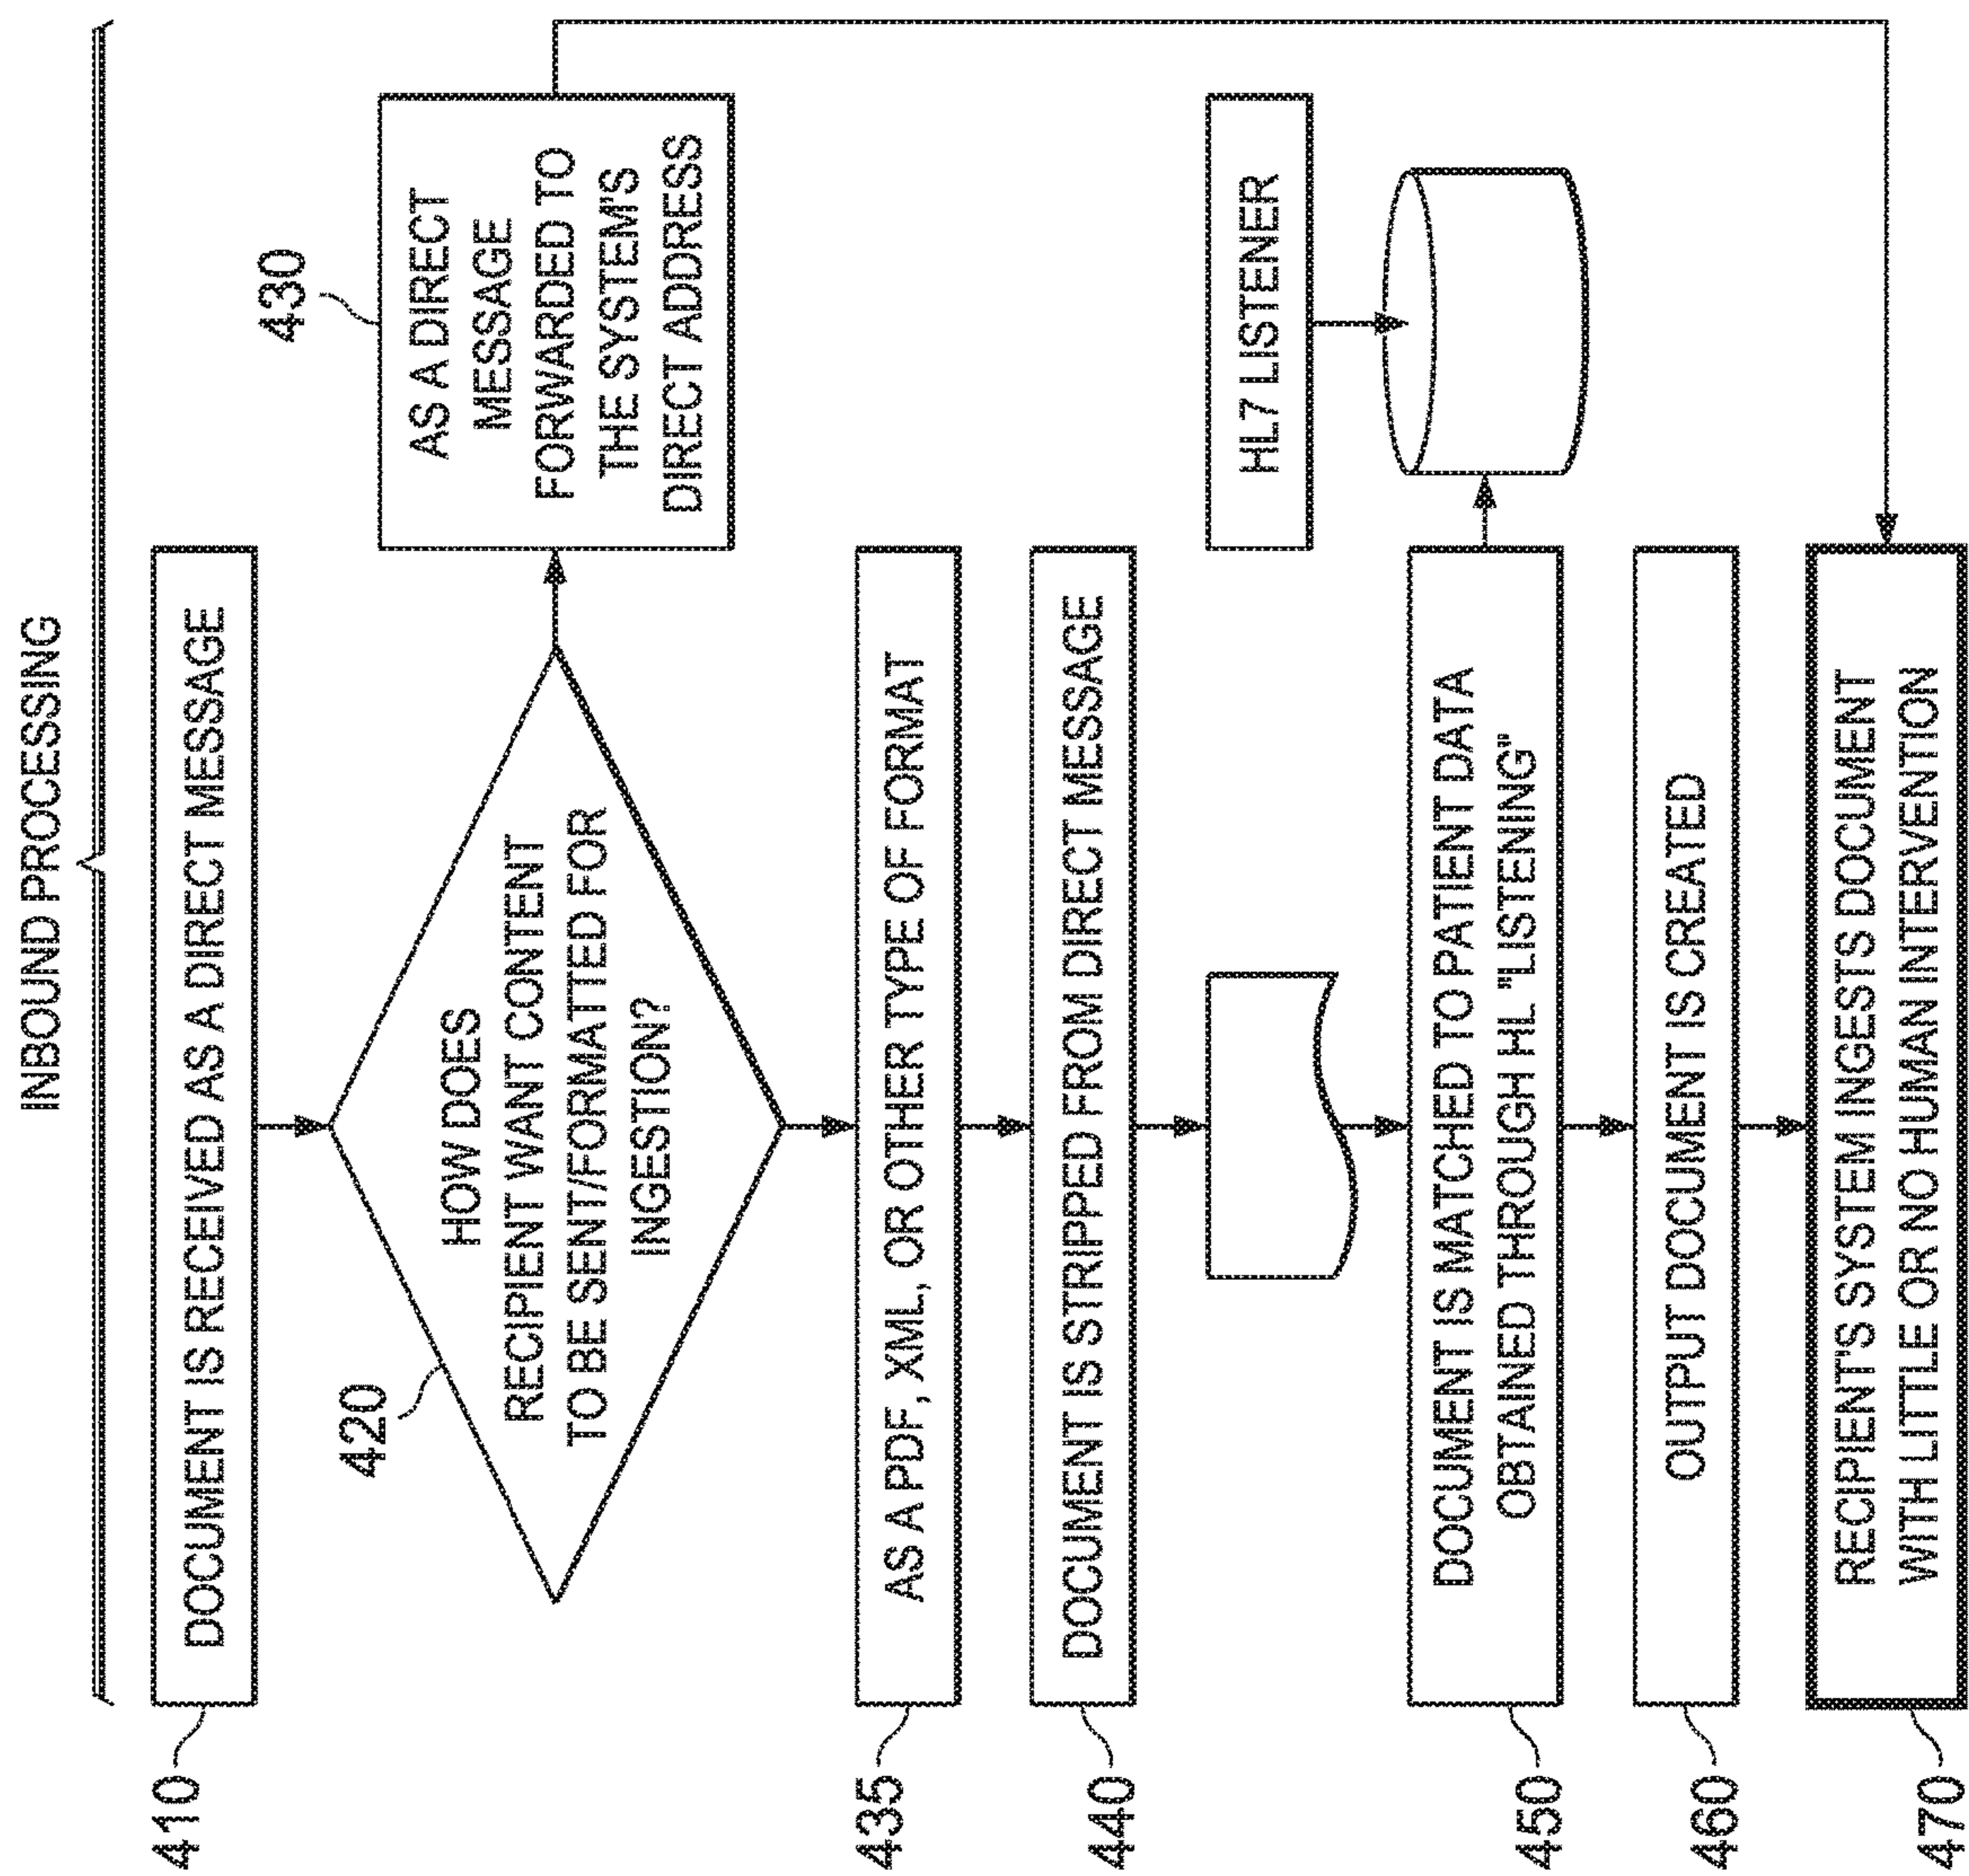 INBOUND PROCESSING
410
DOCUMENT IS RECEIVED AS A DIRECT MESSAGE
420
HOW DOES
RECIPIENT WANT CONTENT
TO BE SENT/FORMATTED FOR
INGESTION?
430
AS A DIRECT
MESSAGE
FORWARDED TO
THE SYSTEM'S
DIRECT ADDRESS
435
AS A PDF, XML, OR OTHER TYPE OF FORMAT
440
DOCUMENT IS STRIPPED FROM DIRECT MESSAGE
HL7 LISTENER
450
DOCUMENT IS MATCHED TO PATIENT DATA
OBTAINED THROUGH HL "LISTENING"
460
OUTPUT DOCUMENT IS CREATED
470
RECIPIENT'S SYSTEM INGESTS DOCUMENT
WITH LITTLE OR NO HUMAN INTERVENTION